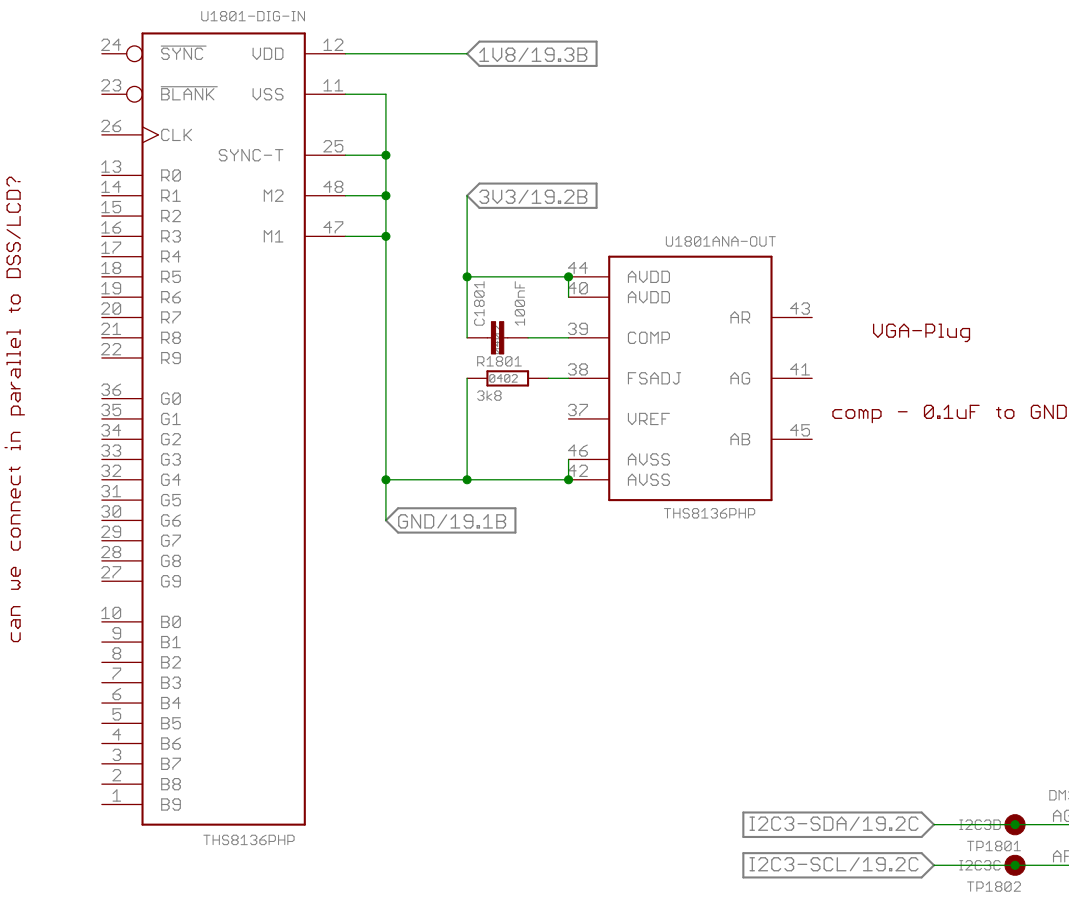 U1801-DIG-IN
24 SYNC VDD 12 1V8/19.3B
23 BLANK VSS 11
26 CLK
SYNC-T 25
13 R0
14 R1 M2 48
15 R2
16 R3 M1 47
17 R4
18 R5
19 R6
20 R7
21 R8
22 R9
36 G0
35 G1
34 G2
33 G3
32 G4
31 G5
30 G6
29 G7
28 G8
27 G9
10 B0
9 B1
8 B2
7 B3
6 B4
5 B5
4 B6
3 B7
2 B8
1 B9
THS8136PHP
can we connect in parallel to DSS/LCD?
3V3/19.2B
C1801
100nF
R1801
0402
3k8
GND/19.1B
U1801ANA-OUT
44 AVDD
40 AVDD
AR 43
39 COMP
38 FSADJ AG 41
37 VREF
AB 45
46 AVSS
42 AVSS
THS8136PHP
VGA-Plug
comp - 0.1uF to GND
DM
I2C3-SDA/19.2C I2C3D AG
TP1801
I2C3-SCL/19.2C I2C3C
TP1802